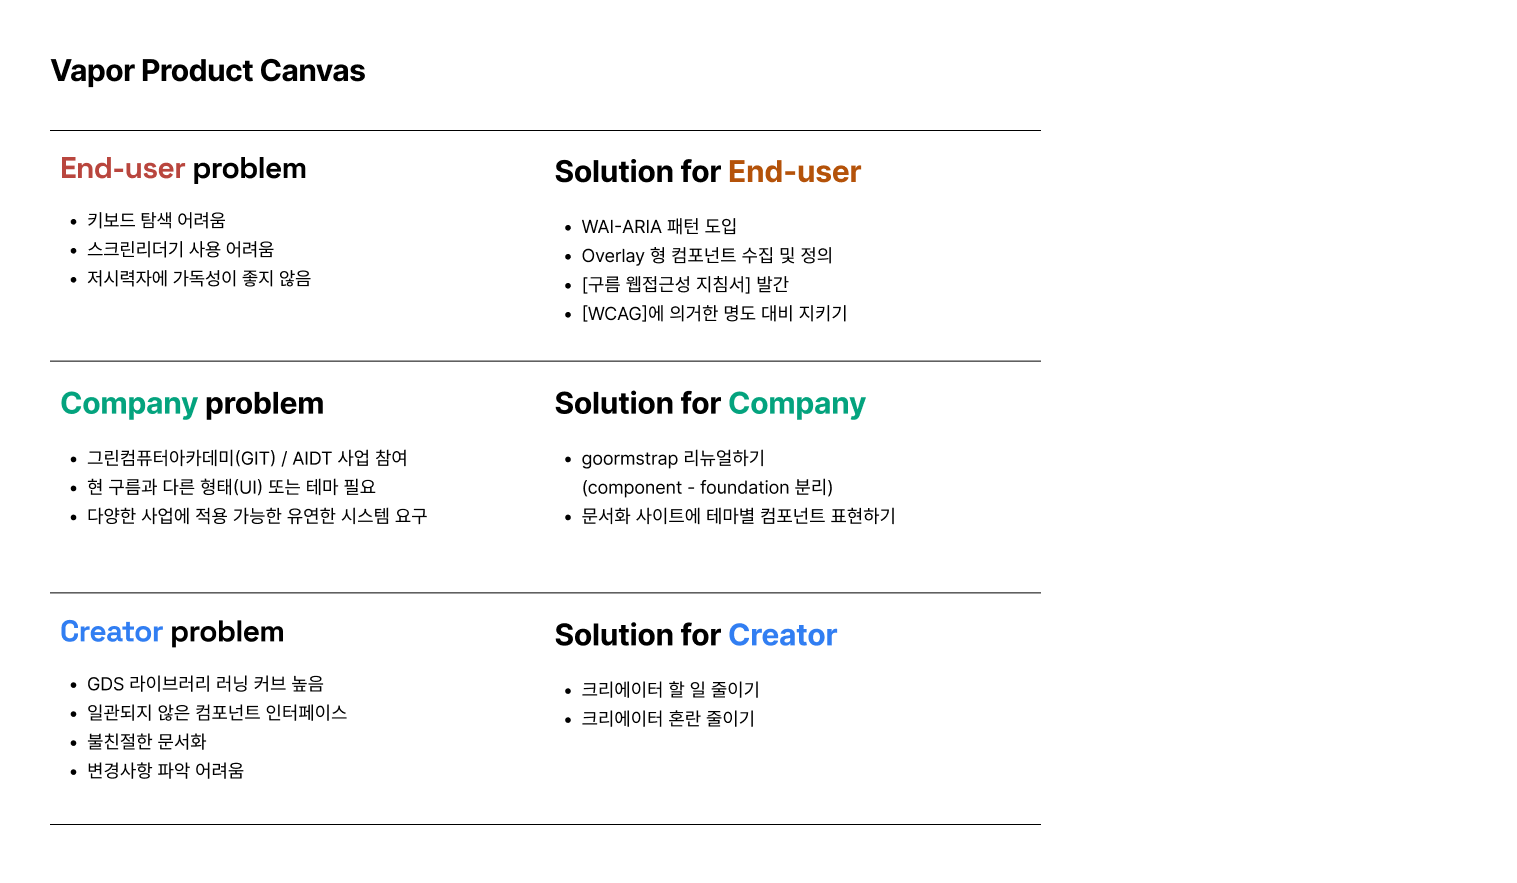 Vapor Product Canvas
End-user problem
• 키보드 탐색 어려움
• 스크린리더기 사용 어려움
• 저시력자에 가독성이 좋지 않음
Solution for End-user
• WAI-ARIA 패턴 도입
• Overlay 형 컴포넌트 수집 및 정의
• [구름 웹접근성 지침서] 발간
• [WCAG]에 의거한 명도 대비 지키기
Company problem
• 그린컴퓨터아카데미(GIT) / AIDT 사업 참여
• 현 구름과 다른 형태(UI) 또는 테마 필요
• 다양한 사업에 적용 가능한 유연한 시스템 요구
Solution for Company
• goormstrap 리뉴얼하기
(component - foundation 분리)
• 문서화 사이트에 테마별 컴포넌트 표현하기
Creator problem
• GDS 라이브러리 러닝 커브 높음
• 일관되지 않은 컴포넌트 인터페이스
• 불친절한 문서화
• 변경사항 파악 어려움
Solution for Creator
• 크리에이터 할 일 줄이기
• 크리에이터 혼란 줄이기